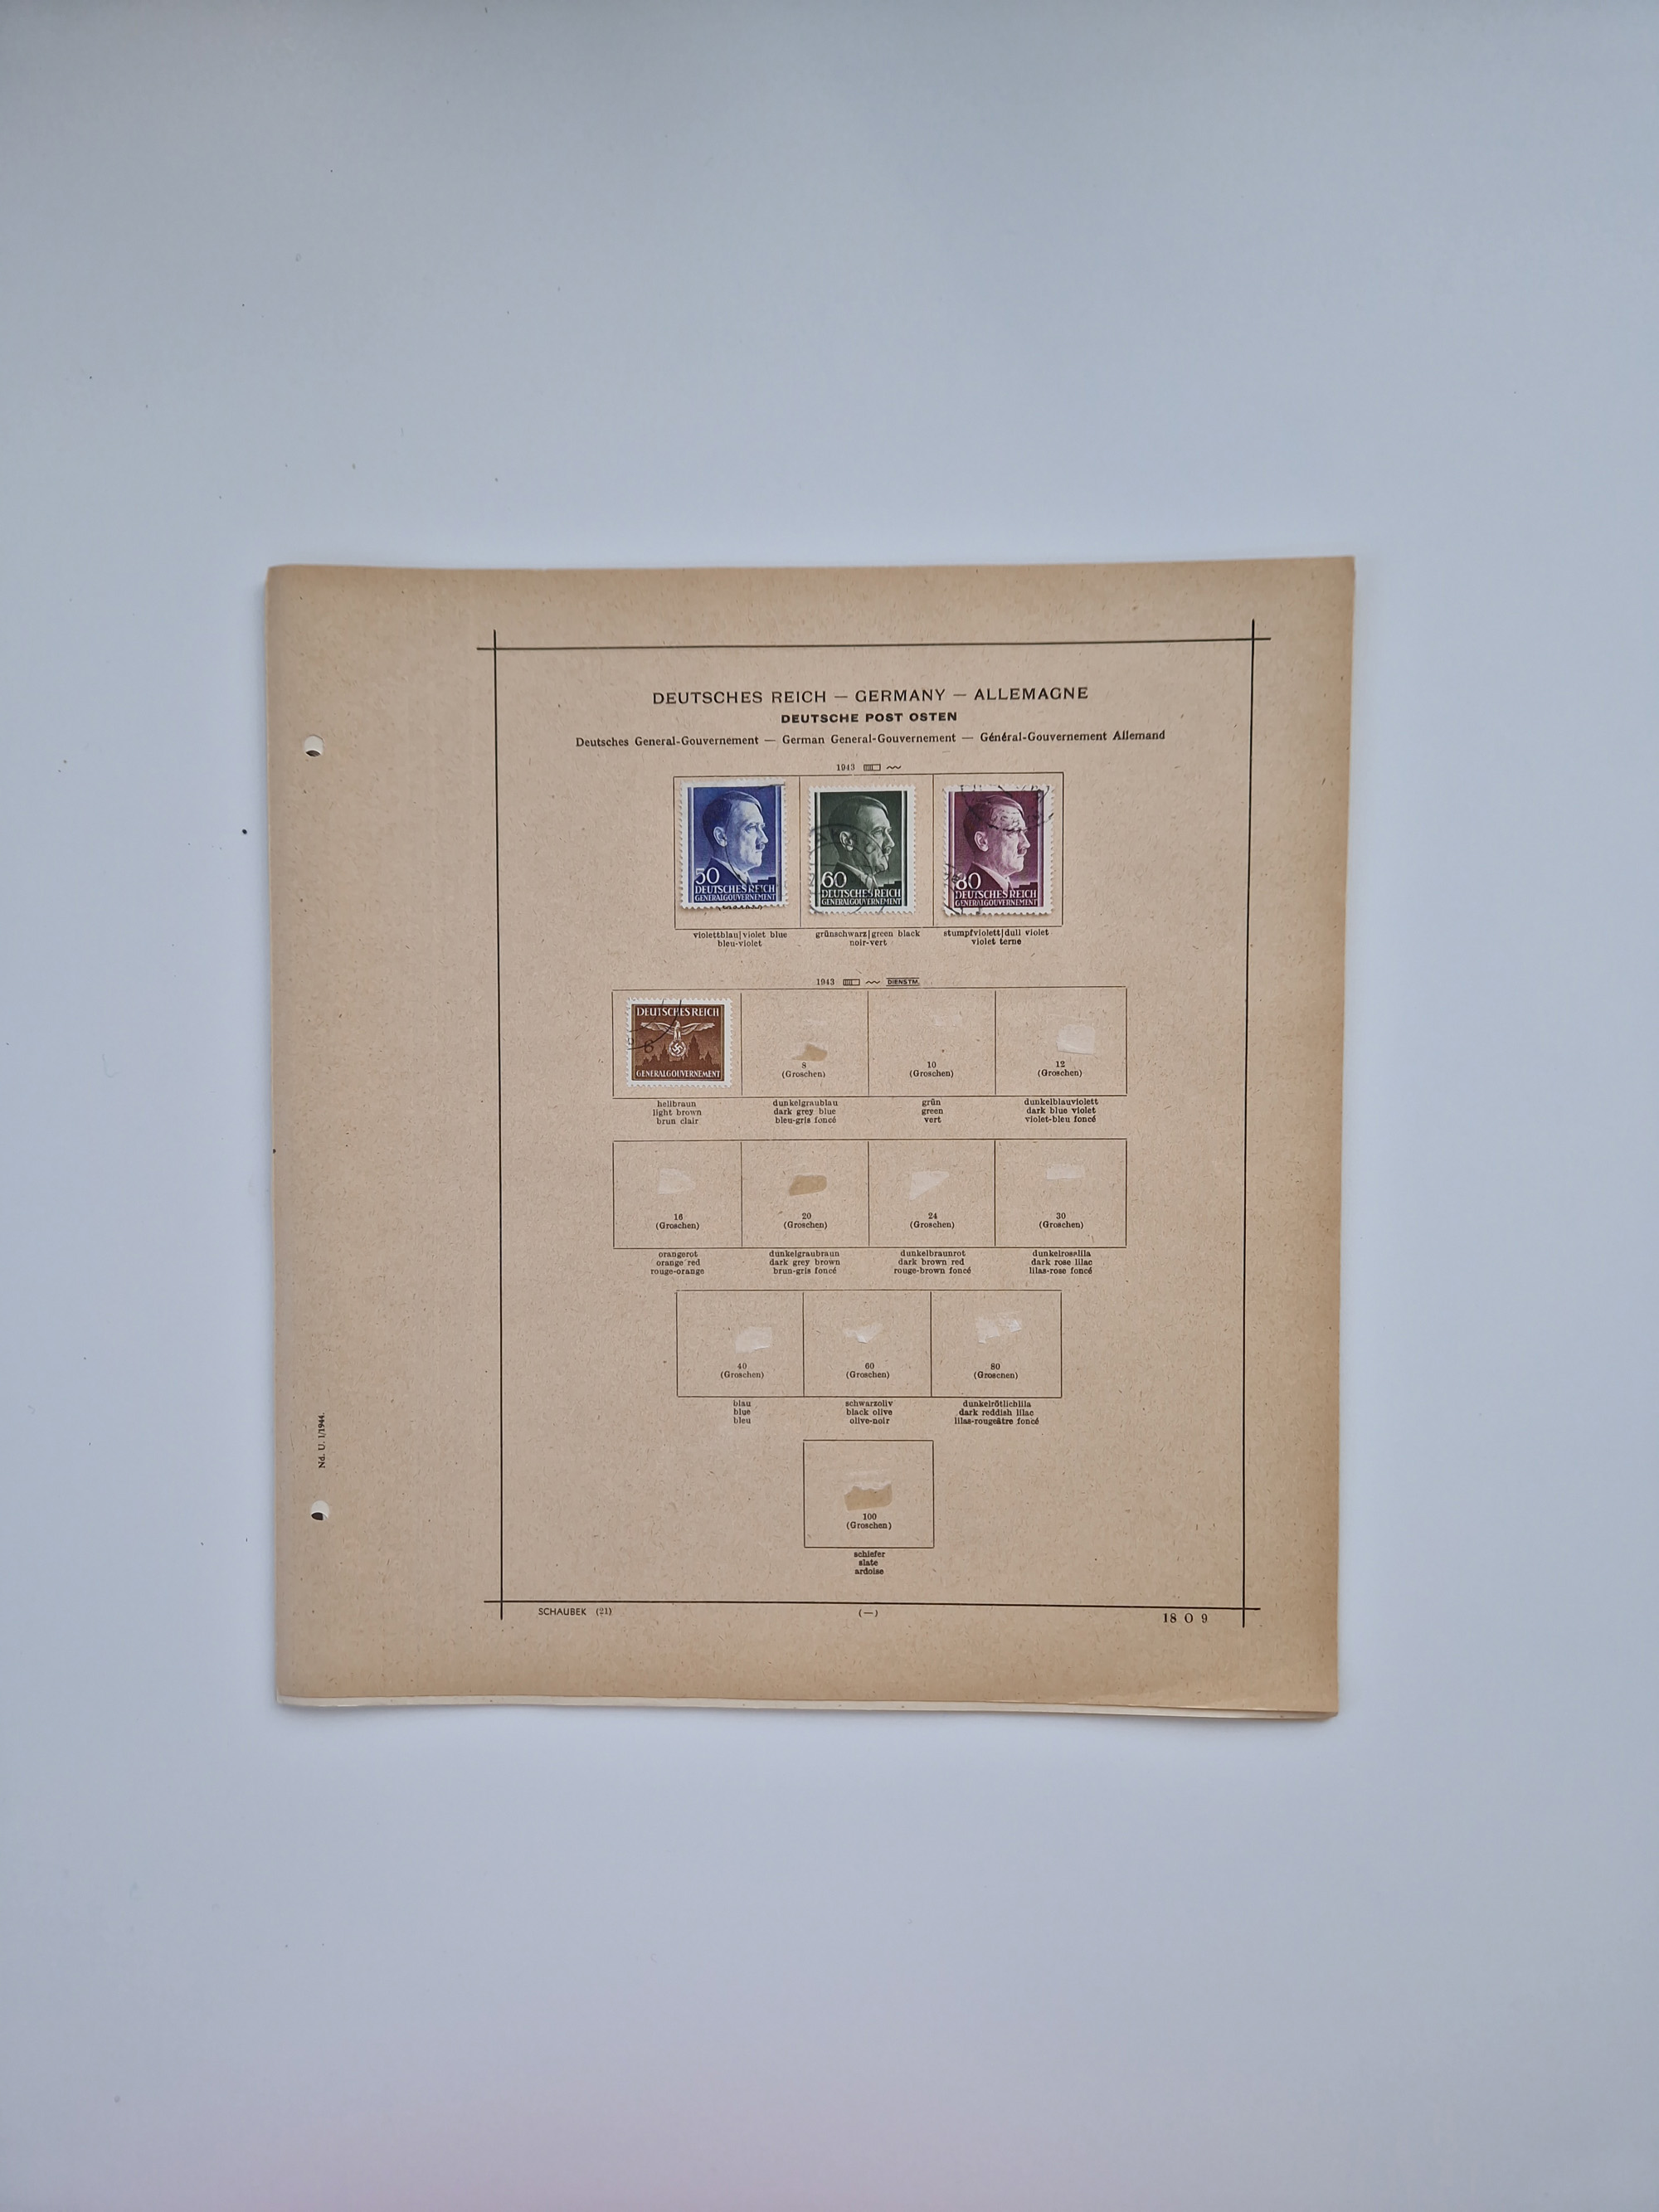 DEUTSCHES REICH — GERMANY — ALLEMAGNE
DEUTSCHE POST OSTEN
Deutsches General-Gouvernement — German General-Gouvernement — Général-Gouvernement Allemand
1943
50
DEUTSCHES REICH
GENERALGOUVERNEMENT
60
DEUTSCHES REICH
GENERALGOUVERNEMENT
80
DEUTSCHES REICH
GENERALGOUVERNEMENT
violettblau|violet blue
bleu-violet
grünschwarz|green black
noir-vert
stumpfviolett|dull violet
violet terne
1943 DIENSTM.
DEUTSCHES REICH
6
GENERALGOUVERNEMENT
8
(Groschen)
10
(Groschen)
12
(Groschen)
hellbraun
light brown
brun clair
dunkelgraublau
dark grey blue
bleu-gris foncé
grün
green
vert
dunkelblauviolett
dark blue violet
violet-bleu foncé
16
(Groschen)
20
(Groschen)
24
(Groschen)
30
(Groschen)
orangerot
orange red
rouge-orange
dunkelgraubraun
dark grey brown
brun-gris foncé
dunkelbraunrot
dark brown red
rouge-brown foncé
dunkelroselila
dark rose lilac
lilas-rose foncé
40
(Groschen)
60
(Groschen)
80
(Groschen)
blau
blue
bleu
schwarzoliv
black olive
olive-noir
dunkelrötlichlila
dark reddish lilac
lilas-rougeâtre foncé
100
(Groschen)
schiefer
slate
ardoise
Nd. U. 1/1944.
SCHAUBEK (21)
(—)
18 O 9